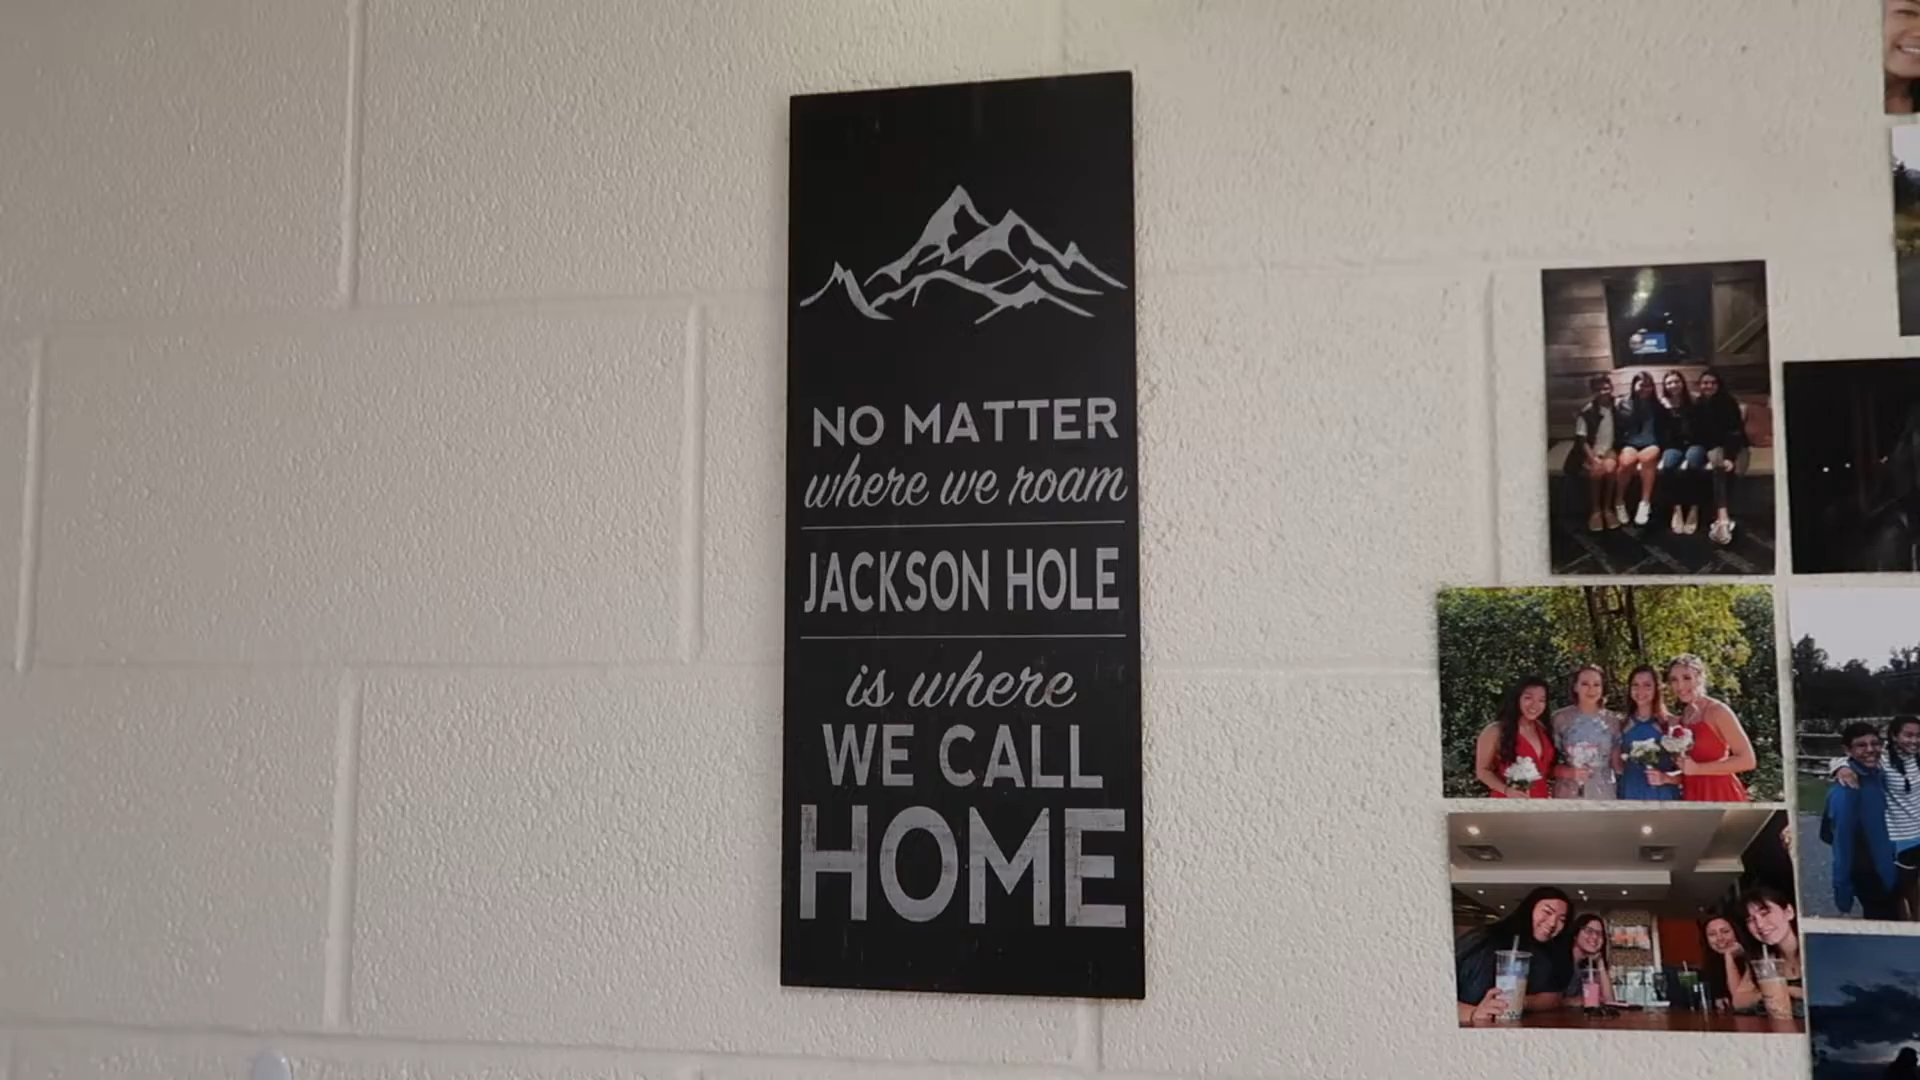 NO MATTER
where we roam
JACKSON HOLE
is where
WE CALL
HOME